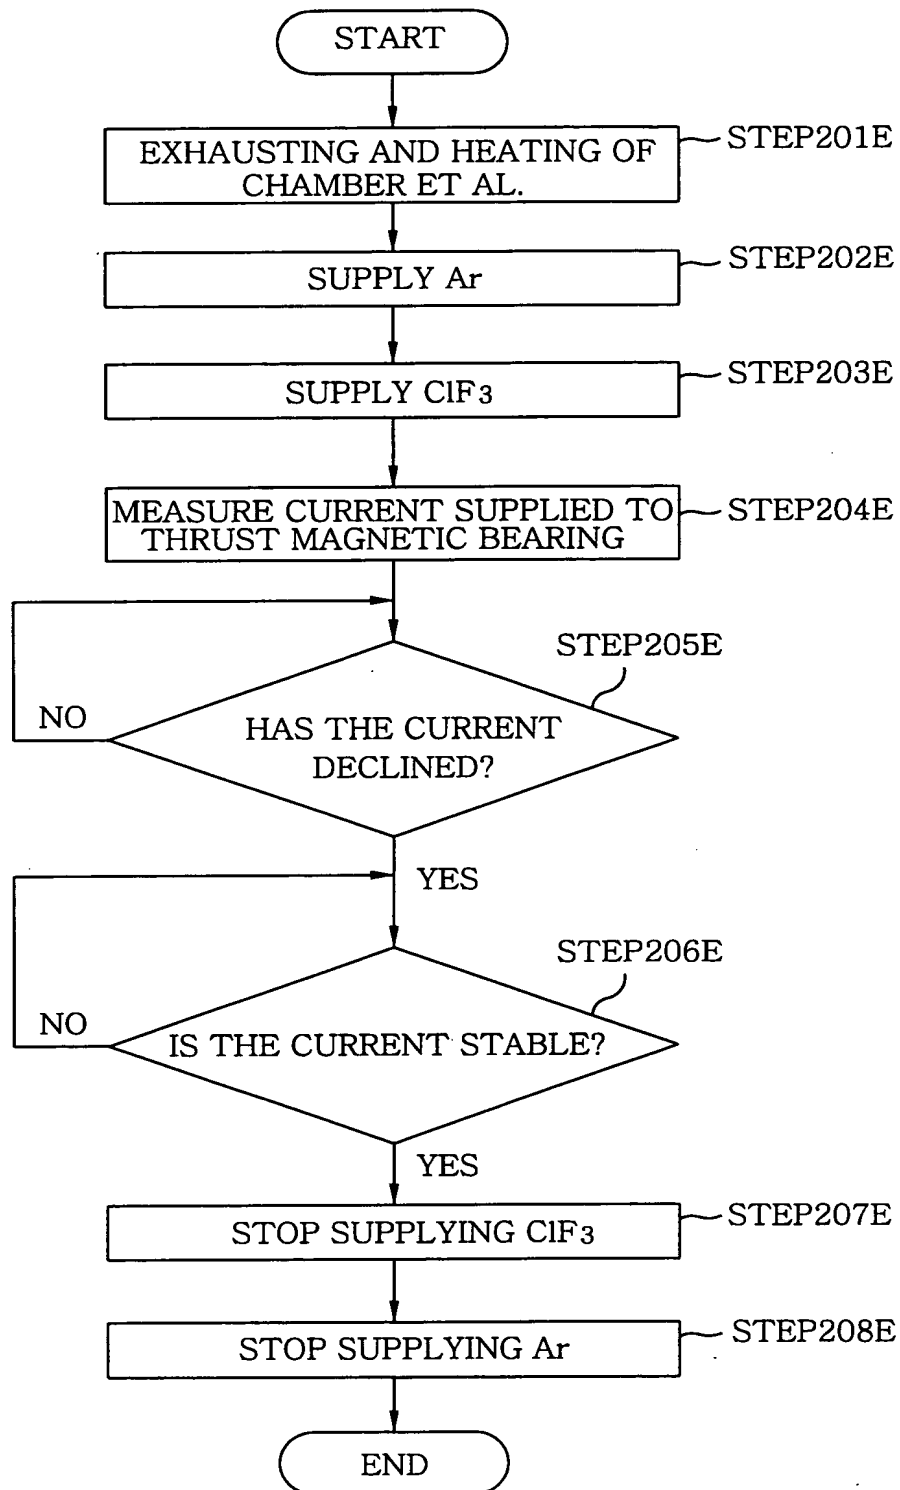 START
EXHAUSTING AND HEATING OF
CHAMBER ET AL.
STEP201E
SUPPLY Ar
STEP202E
SUPPLY ClF3
STEP203E
MEASURE CURRENT SUPPLIED TO
THRUST MAGNETIC BEARING
STEP204E
STEP205E
NO
HAS THE CURRENT
DECLINED?
YES
STEP206E
NO
IS THE CURRENT STABLE?
YES
STOP SUPPLYING ClF3
STEP207E
STOP SUPPLYING Ar
STEP208E
END